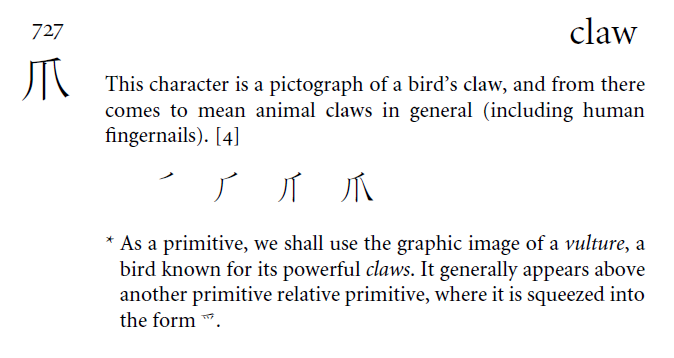 727 claw
爪 This character is a pictograph of a bird's claw, and from there
comes to mean animal claws in general (including human
fingernails). [4]
㇒ 厂 爪
* As a primitive, we shall use the graphic image of a vulture, a
bird known for its powerful claws. It generally appears above
another primitive relative primitive, where it is squeezed into
the form ⺤.